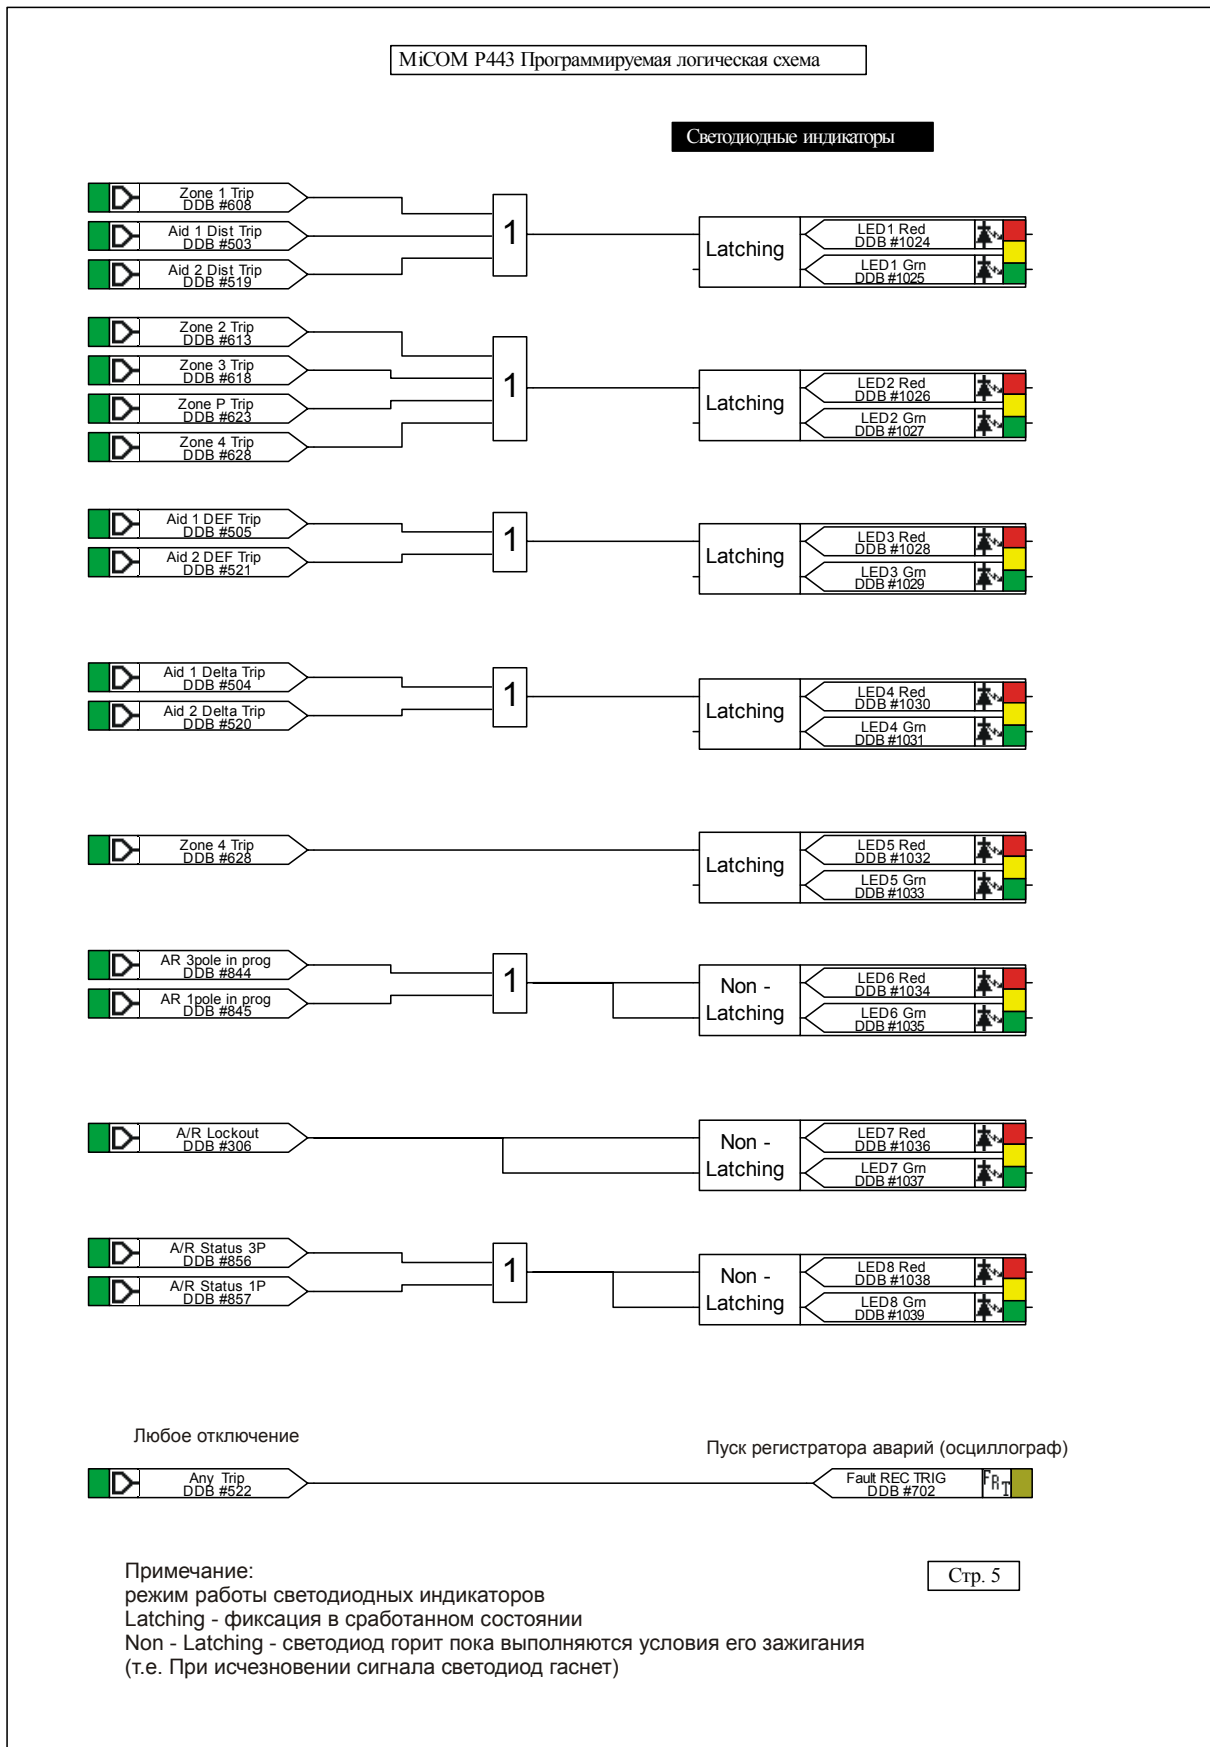 MiCOM P443 Программируемая логическая схема
Светодиодные индикаторы
Zone 1 Trip
DDB #608
Aid 1 Dist Trip
DDB #503
Aid 2 Dist Trip
DDB #519
1
Latching
LED1 Red
DDB #1024
LED1 Grn
DDB #1025
Zone 2 Trip
DDB #613
Zone 3 Trip
DDB #618
Zone P Trip
DDB #623
Zone 4 Trip
DDB #628
1
Latching
LED2 Red
DDB #1026
LED2 Grn
DDB #1027
Aid 1 DEF Trip
DDB #505
Aid 2 DEF Trip
DDB #521
1
Latching
LED3 Red
DDB #1028
LED3 Grn
DDB #1029
Aid 1 Delta Trip
DDB #504
Aid 2 Delta Trip
DDB #520
1
Latching
LED4 Red
DDB #1030
LED4 Grn
DDB #1031
Zone 4 Trip
DDB #628
Latching
LED5 Red
DDB #1032
LED5 Grn
DDB #1033
AR 3pole in prog
DDB #844
AR 1pole in prog
DDB #845
1
Non -
Latching
LED6 Red
DDB #1034
LED6 Grn
DDB #1035
A/R Lockout
DDB #306
Non -
Latching
LED7 Red
DDB #1036
LED7 Grn
DDB #1037
A/R Status 3P
DDB #856
A/R Status 1P
DDB #857
1
Non -
Latching
LED8 Red
DDB #1038
LED8 Grn
DDB #1039
Любое отключение
Пуск регистратора аварий (осциллограф)
Any Trip
DDB #522
Fault REC TRIG
DDB #702
FRT
Примечание:
режим работы светодиодных индикаторов
Latching - фиксация в сработанном состоянии
Non - Latching - светодиод горит пока выполняются условия его зажигания
(т.е. При исчезновении сигнала светодиод гаснет)
Стр. 5